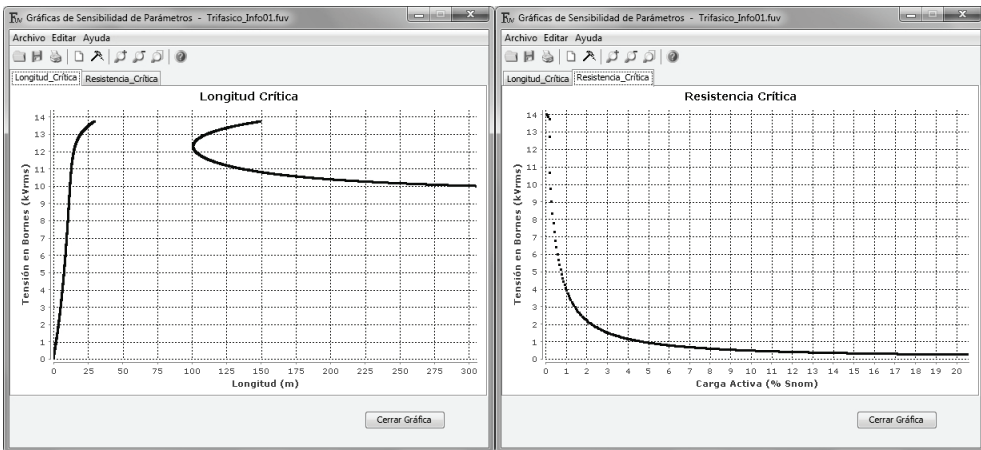 Fuv Gráficas de Sensibilidad de Parámetros - Trifasico_Info01.fuv
Archivo Editar Ayuda
Longitud_Crítica Resistencia_Crítica
Longitud Crítica
Tensión en Bornes (kVrms)
14
13
12
11
10
9
8
7
6
5
4
3
2
1
0
0 25 50 75 100 125 150 175 200 225 250 275 300
Longitud (m)
Cerrar Gráfica
Fuv Gráficas de Sensibilidad de Parámetros - Trifasico_Info01.fuv
Archivo Editar Ayuda
Longitud_Crítica Resistencia_Crítica
Resistencia Crítica
Tensión en Bornes (kVrms)
14
13
12
11
10
9
8
7
6
5
4
3
2
1
0
0 1 2 3 4 5 6 7 8 9 10 11 12 13 14 15 16 17 18 19 20
Carga Activa (% Snom)
Cerrar Gráfica